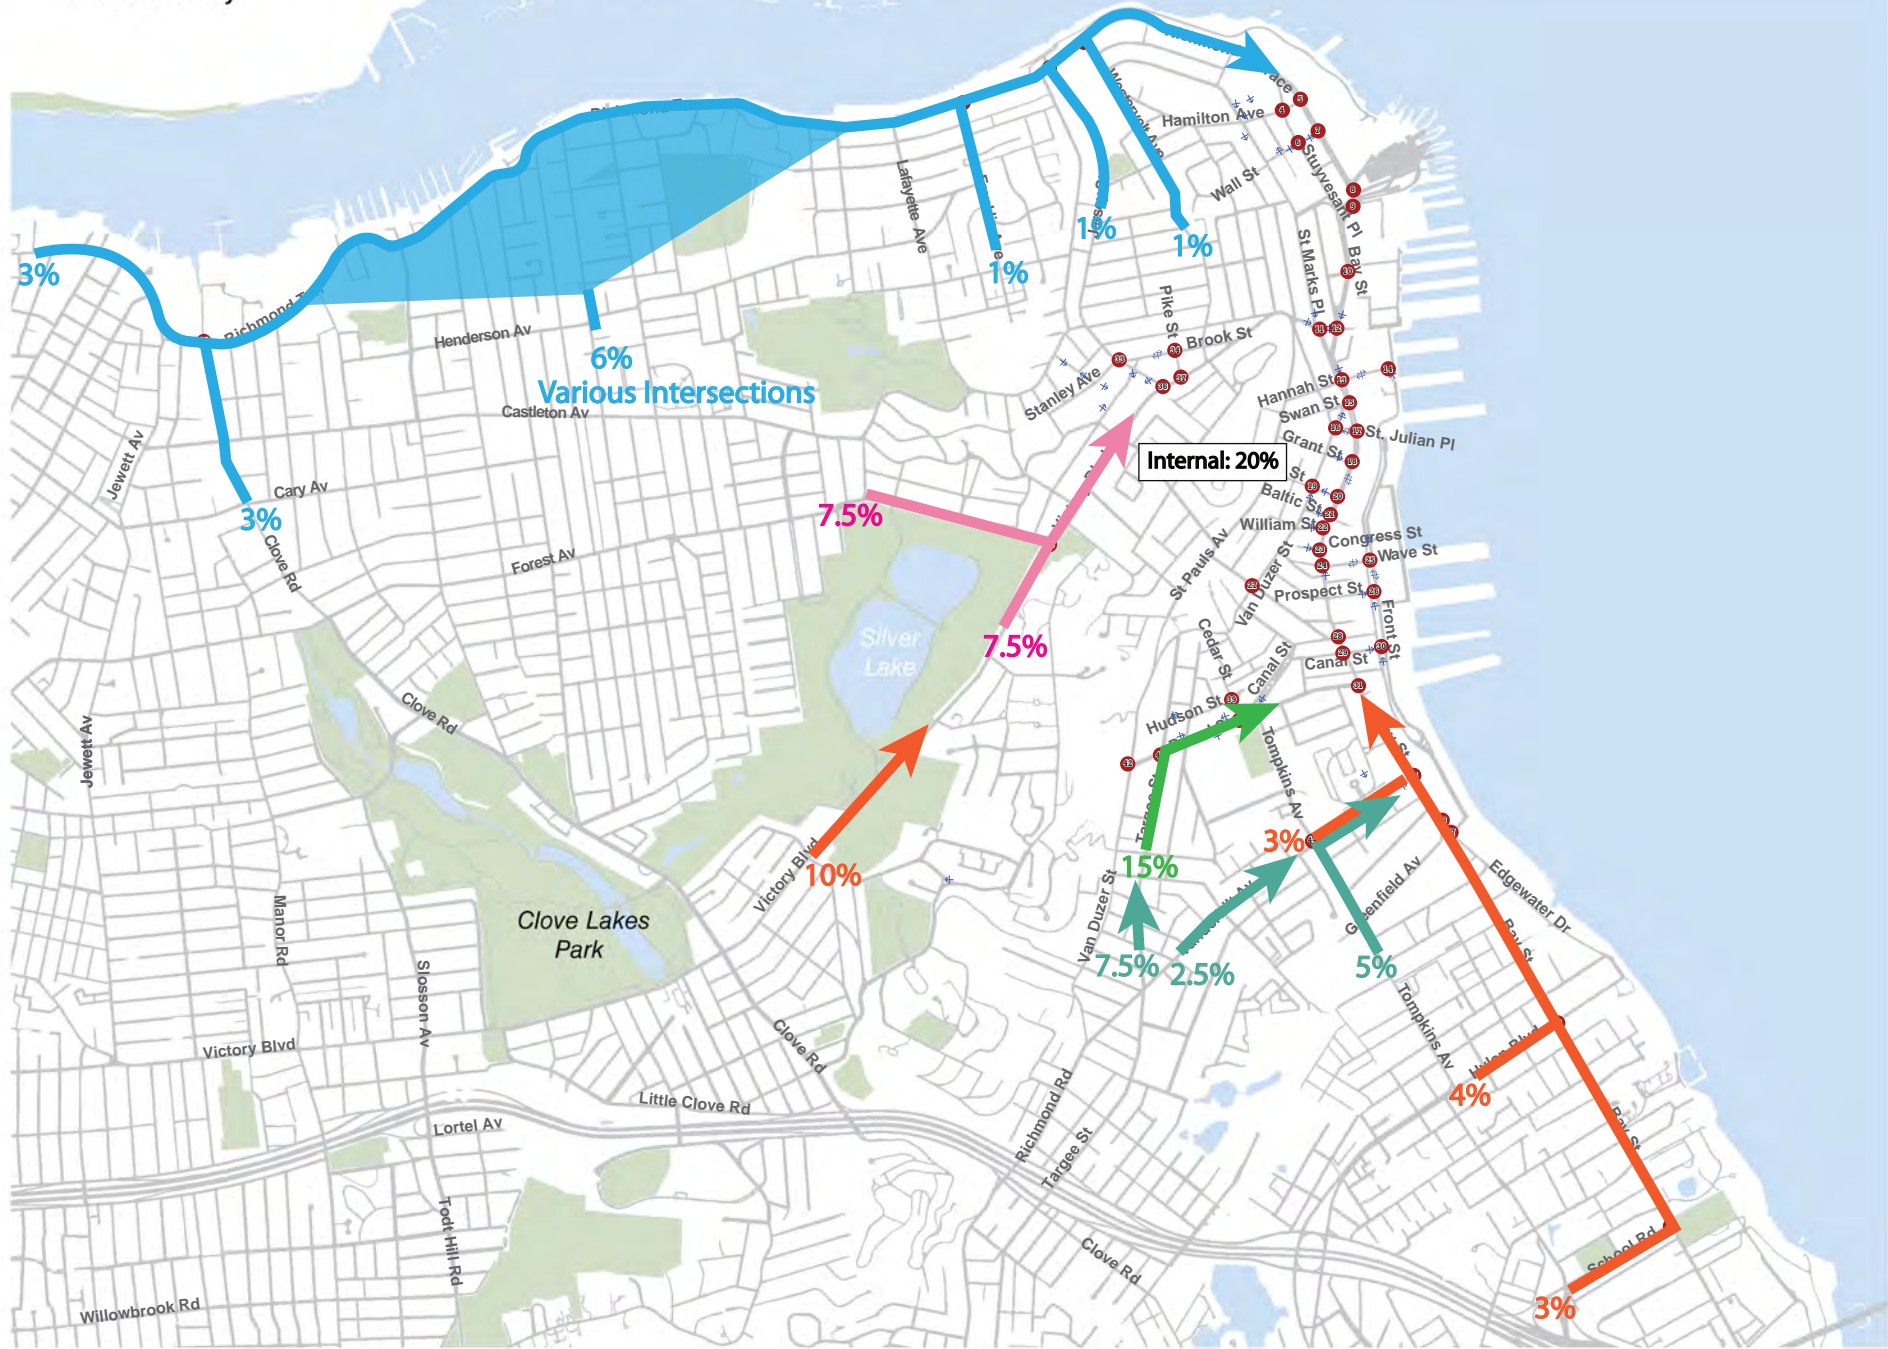 Hamilton Ave
Wall St
Stuyvesant Pl
Lafayette Ave
St Marks Pl
Bay St
3%
1%
1%
1%
Pike St
Brook St
Henderson Av
6%
Various Intersections
Castleton Av
Stanley Ave
Hannah St
Swan St
St. Julian Pl
Grant St
Internal: 20%
Jewett Av
Cary Av
3%
7.5%
St
Baltic St
William St
Congress St
Wave St
Clove Rd
Forest Av
St Pauls Av
Van Duzer St
Prospect St
Front St
Silver
Lake
7.5%
Cedar St
Canal St
Canal St
Clove Rd
Hudson St
Jewett Av
Tompkins Av
3%
15%
Victory Blvd
10%
Edgewater Dr
Greenfield Av
Manor Rd
Clove Lakes
Park
Van Duzer St
7.5%
2.5%
5%
Bay St
Slosson Av
Tompkins Av
Victory Blvd
Clove Rd
4%
Little Clove Rd
Lortel Av
Richmond Rd
Targee St
Bay St
Todt Hill Rd
Clove Rd
School Rd
Willowbrook Rd
3%